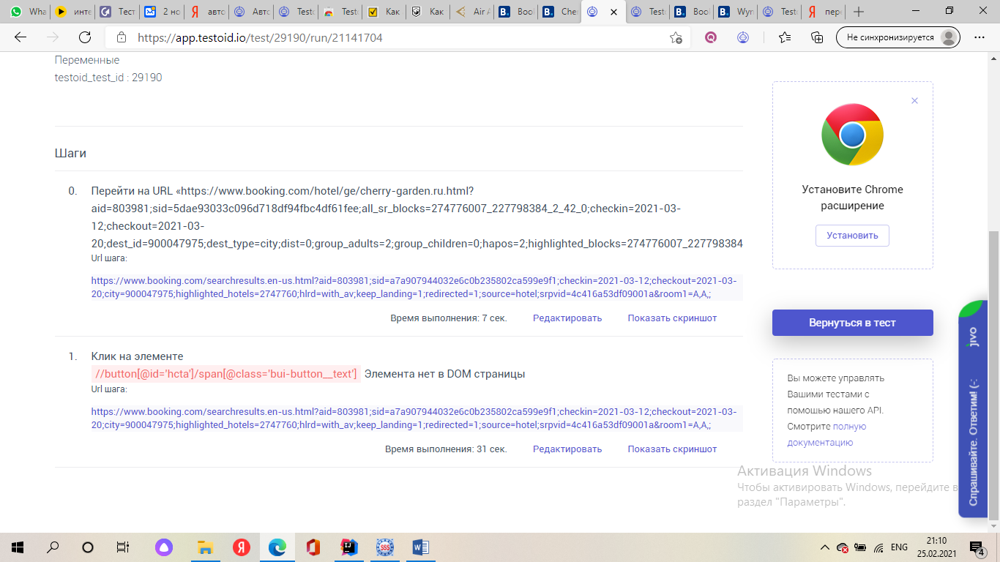 Wha
инте
Тест
2 но
авто
Авто
Testo
Testo
Как
Как
Air A
Bool
Cher
Test
Bool
Wyn
Testo
пере
https://app.testoid.io/test/29190/run/21141704
Не синхронизируется
Переменные
testoid_test_id : 29190
Шаги
0. Перейти на URL «https://www.booking.com/hotel/ge/cherry-garden.ru.html?
aid=803981;sid=5dae93033c096d718df94fbc4df61fee;all_sr_blocks=274776007_227798384_2_42_0;checkin=2021-03-
12;checkout=2021-03-
20;dest_id=900047975;dest_type=city;dist=0;group_adults=2;group_children=0;hapos=2;highlighted_blocks=274776007_227798384
Url шага:
https://www.booking.com/searchresults.en-us.html?aid=803981;sid=a7a907944032e6c0b235802ca599e9f1;checkin=2021-03-12;checkout=2021-03-
20;city=900047975;highlighted_hotels=2747760;hlrd=with_av;keep_landing=1;redirected=1;source=hotel;srpvid=4c416a53df09001a&room1=A,A,;
Время выполнения: 7 сек. Редактировать Показать скриншот
1. Клик на элементе
//button[@id='hcta']/span[@class='bui-button__text'] Элемента нет в DOM страницы
Url шага:
https://www.booking.com/searchresults.en-us.html?aid=803981;sid=a7a907944032e6c0b235802ca599e9f1;checkin=2021-03-12;checkout=2021-03-
20;city=900047975;highlighted_hotels=2747760;hlrd=with_av;keep_landing=1;redirected=1;source=hotel;srpvid=4c416a53df09001a&room1=A,A,;
Время выполнения: 31 сек. Редактировать Показать скриншот
Установите Chrome
расширение
Установить
Вернуться в тест
Вы можете управлять
Вашими тестами с
помощью нашего API.
Смотрите полную
документацию
jivo
Спрашивайте. Ответим! (-:
Активация Windows
Чтобы активировать Windows, перейдите в
раздел "Параметры".
ENG
21:10
25.02.2021
4